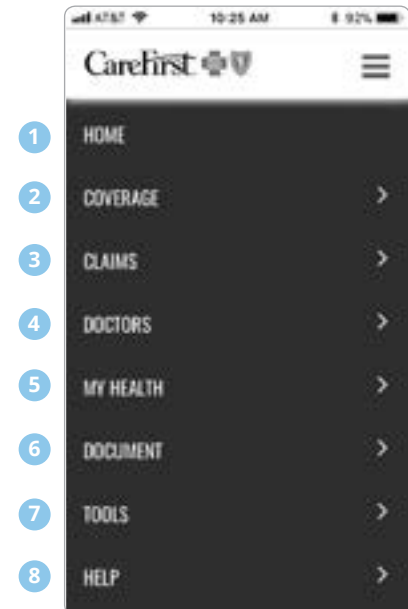 AT&T 10:25 AM 92%
CareFirst
1 HOME
2 COVERAGE
3 CLAIMS
4 DOCTORS
5 MY HEALTH
6 DOCUMENT
7 TOOLS
8 HELP